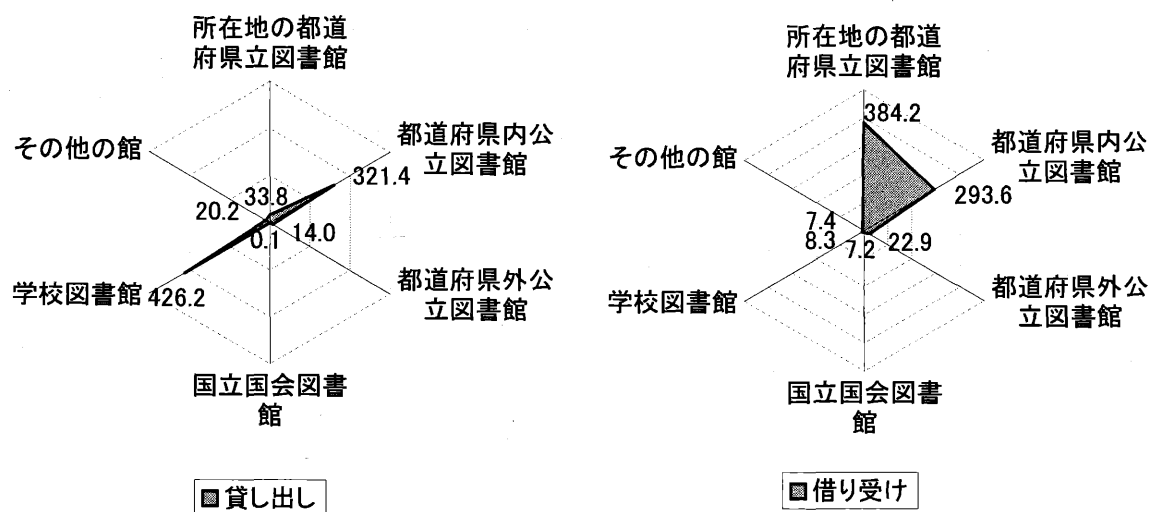 所在地の都道
府県立図書館
都道府県内公
立図書館
321.4
その他の館
33.8
20.2
0.1
14.0
学校図書館
426.2
都道府県外公
立図書館
国立国会図書
館
貸し出し
所在地の都道
府県立図書館
384.2
都道府県内公
立図書館
293.6
その他の館
7.4
8.3
7.2
22.9
学校図書館
都道府県外公
立図書館
国立国会図書
館
借り受け